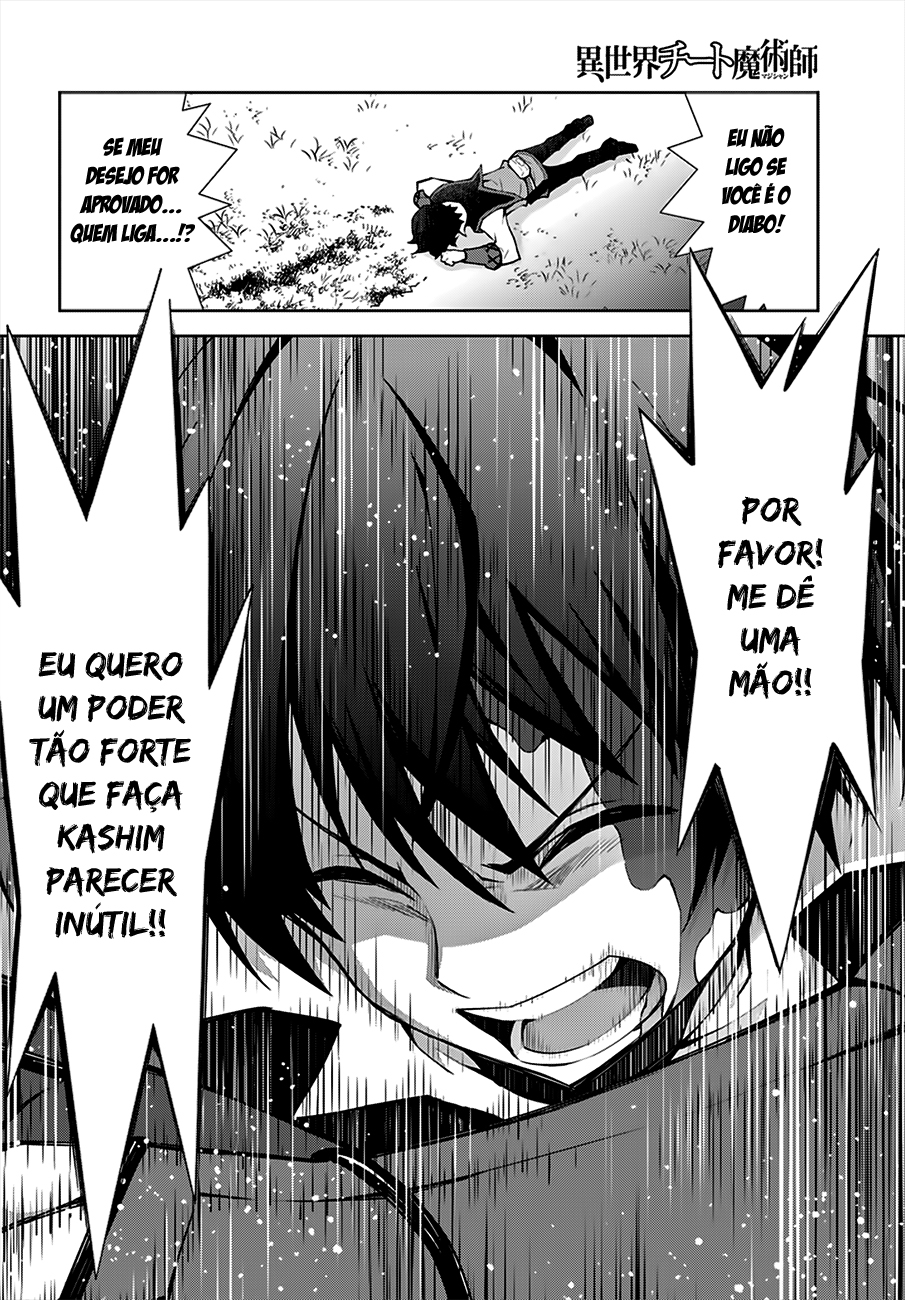 異世界チート魔術師
マジシャン
EU NÃO
LIGO SE
VOCÊ É O
DIABO!
SE MEU
DESEJO FOR
APROVADO...
QUEM LIGA....!?
POR
FAVOR!
ME DÊ
UMA
MÃO!!
EU QUERO
UM PODER
TÃO FORTE
QUE FAÇA
KASHIM
PARECER
INÚTIL!!